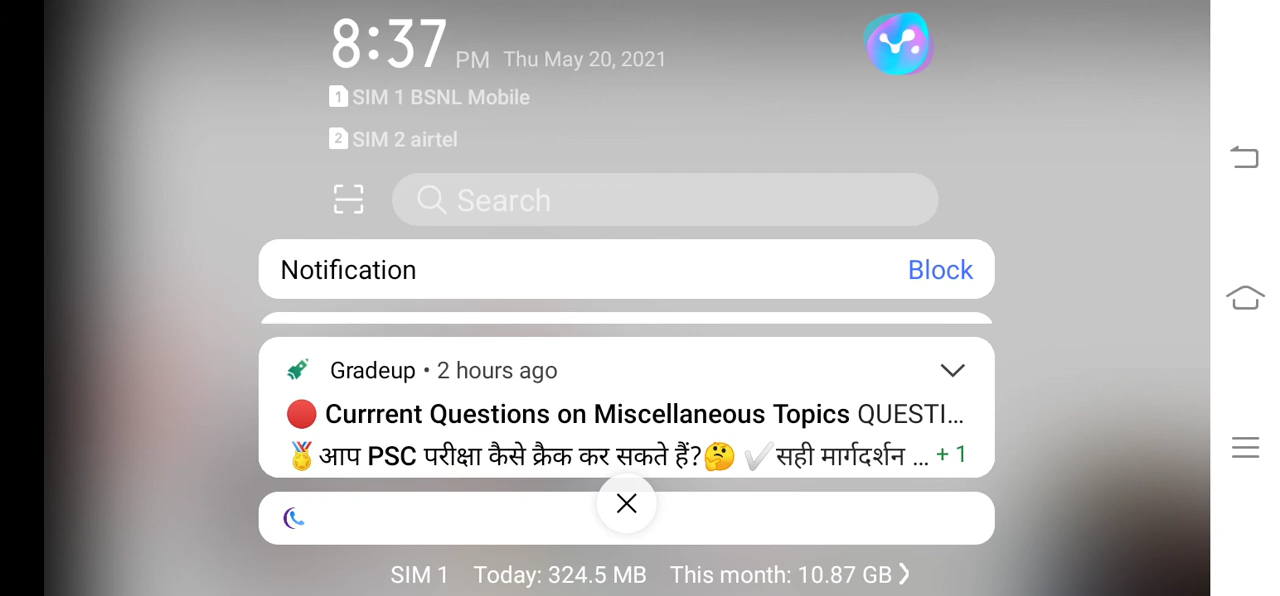 8:37 PM Thu May 20, 2021
1 SIM 1 BSNL Mobile
2 SIM 2 airtel
Search
Notification Block
Gradeup • 2 hours ago
Currrent Questions on Miscellaneous Topics QUESTI...
आप PSC परीक्षा कैसे क्रैक कर सकते हैं? सही मार्गदर्शन ... + 1
SIM 1 Today: 324.5 MB This month: 10.87 GB